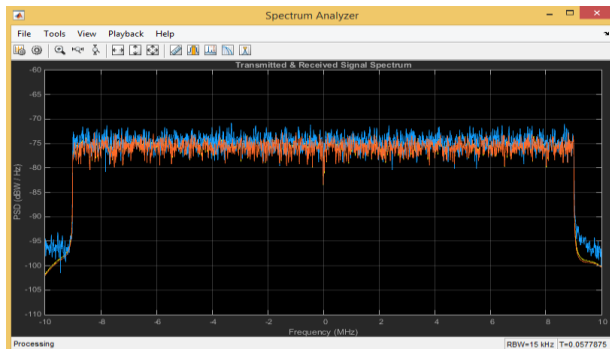 Spectrum Analyzer
File Tools View Playback Help
Transmitted & Received Signal Spectrum
PSD (dBW / Hz)
-60
-65
-70
-75
-80
-85
-90
-95
-100
-105
-110
-10 -8 -6 -4 -2 0 2 4 6 8 10
Frequency (MHz)
Processing RBW=15 kHz T=0.0577875